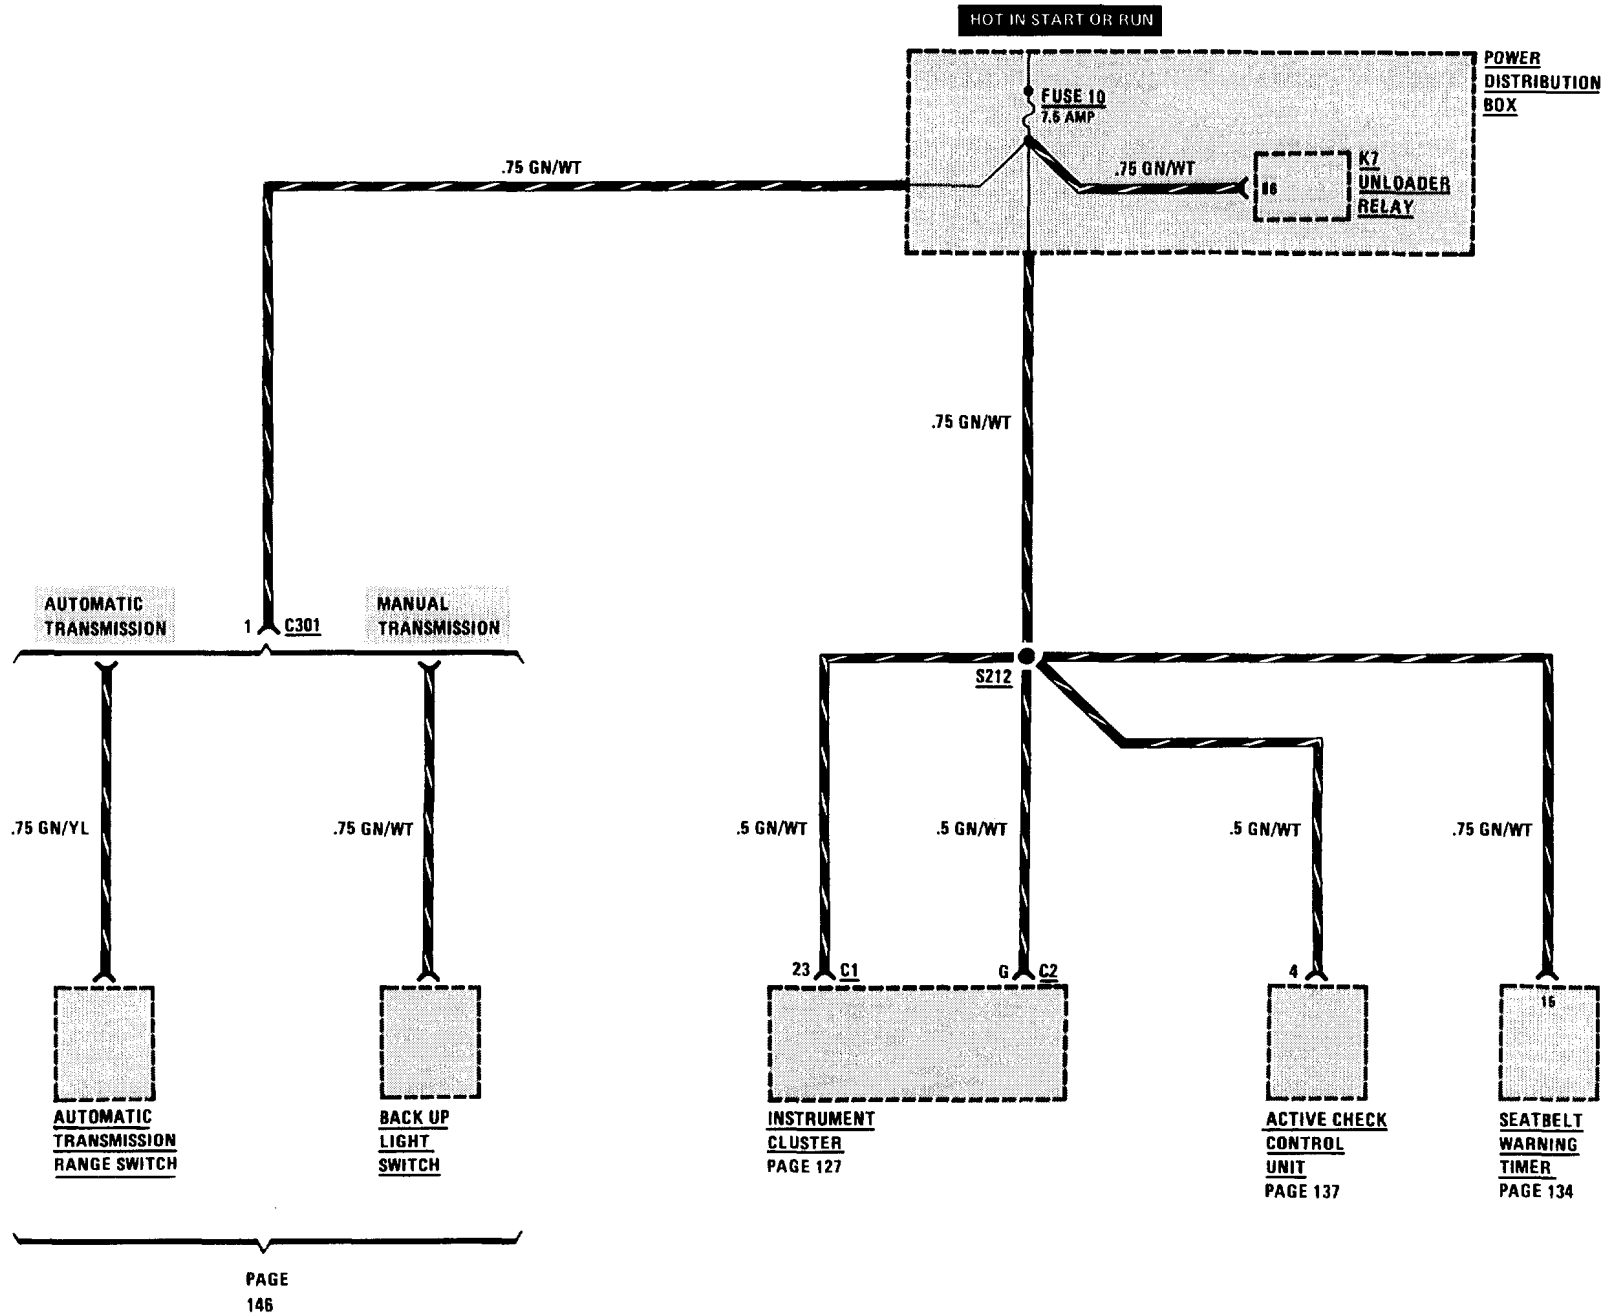 HOT IN START OR RUN
POWER
DISTRIBUTION
BOX
FUSE 10
7.5 AMP
.75 GN/WT
.75 GN/WT
86
K7
UNLOADER
RELAY
.75 GN/WT
AUTOMATIC
TRANSMISSION
1
C301
MANUAL
TRANSMISSION
S212
.75 GN/YL
.75 GN/WT
.5 GN/WT
.5 GN/WT
.5 GN/WT
.75 GN/WT
23
C1
G
C2
4
15
AUTOMATIC
TRANSMISSION
RANGE SWITCH
BACK UP
LIGHT
SWITCH
INSTRUMENT
CLUSTER
PAGE 127
ACTIVE CHECK
CONTROL
UNIT
PAGE 137
SEATBELT
WARNING
TIMER
PAGE 134
PAGE
146